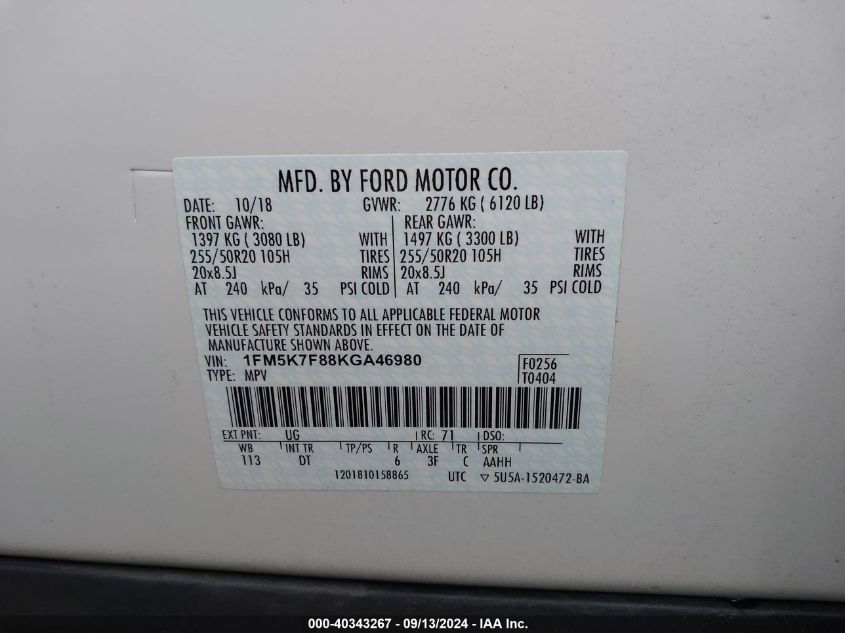 MFD. BY FORD MOTOR CO.
DATE: 10/18 GVWR: 2776 KG ( 6120 LB)
FRONT GAWR: REAR GAWR:
1397 KG ( 3080 LB) WITH 1497 KG ( 3300 LB) WITH
255/50R20 105H TIRES 255/50R20 105H TIRES
20x8.5J RIMS 20x8.5J RIMS
AT 240 kPa/ 35 PSI COLD AT 240 kPa/ 35 PSI COLD
THIS VEHICLE CONFORMS TO ALL APPLICABLE FEDERAL MOTOR
VEHICLE SAFETY STANDARDS IN EFFECT ON THE DATE OF
MANUFACTURE SHOWN ABOVE.
VIN: 1FM5K7F88KGA46980 F0256
TYPE: MPV T0404
EXT PNT: UG RC: 71 DSO:
WB INT TR TP/PS R AXLE TR SPR
113 DT 6 3F C AAHH
1201810158865 UTC ▽ 5U5A-1520472-BA
000-40343267 - 09/13/2024 - IAA Inc.